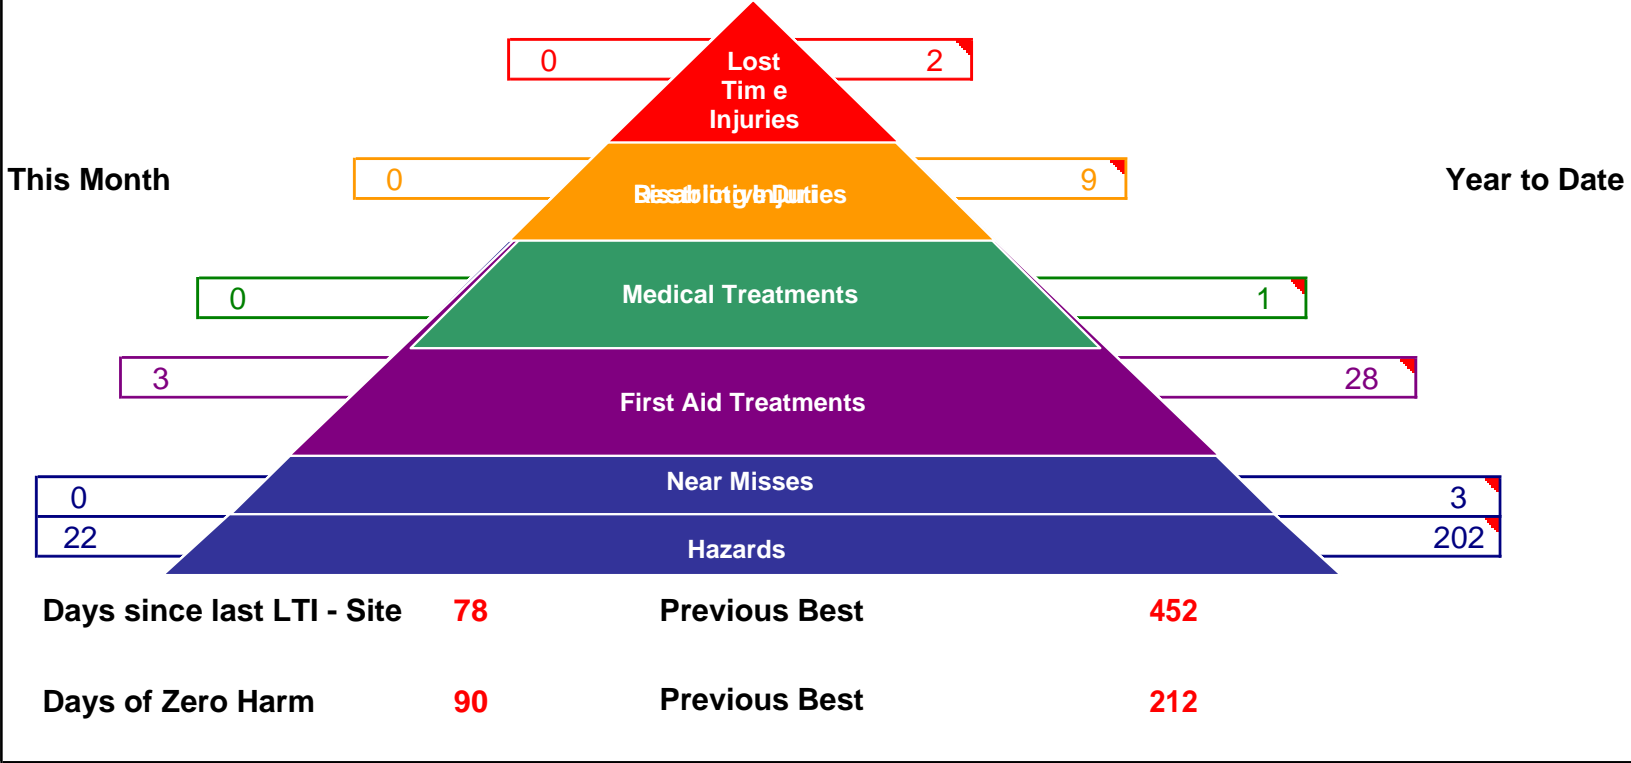 0
2
Lost
Tim e
Injuries
This Month
0
9
Year to Date
0
Medical Treatments
1
3
First Aid Treatments
28
0
Near Misses
3
22
Hazards
202
Days since last LTI - Site 78 Previous Best 452
Days of Zero Harm 90 Previous Best 212